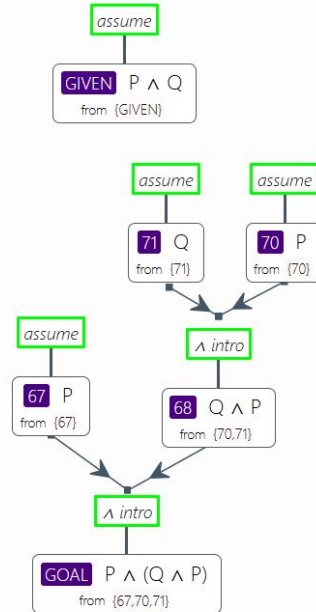 assume
GIVEN P ∧ Q
from {GIVEN}
assume assume
71 Q 70 P
from {71} from {70}
assume ∧ intro
67 P 68 Q ∧ P
from {67} from {70,71}
∧ intro
GOAL P ∧ (Q ∧ P)
from {67,70,71}